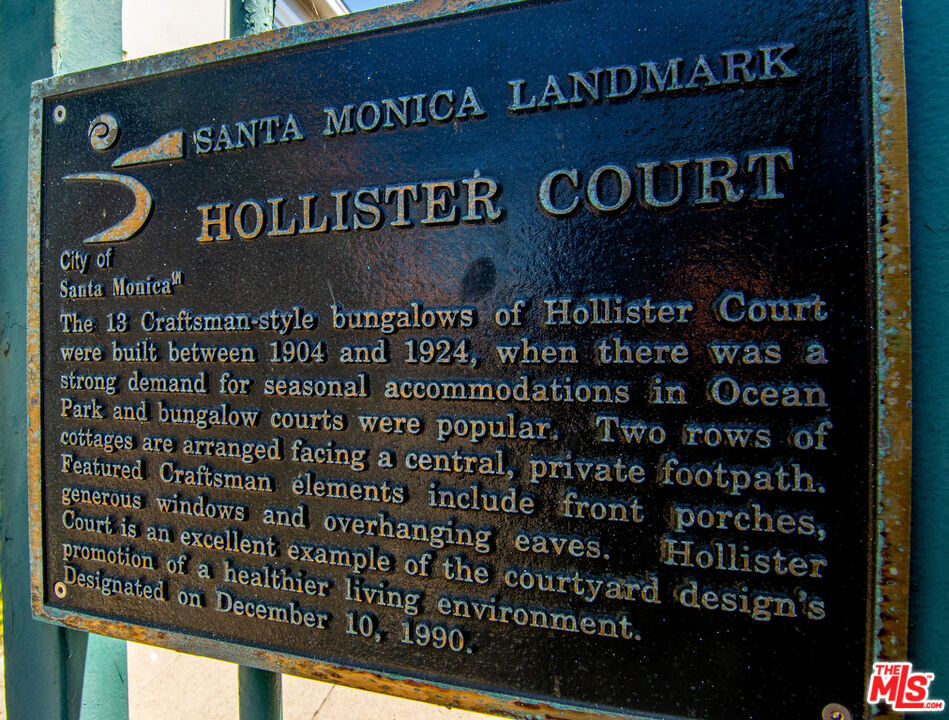 SANTA MONICA LANDMARK
HOLLISTER COURT
City of
Santa Monica
The 13 Craftsman-style bungalows of Hollister Court
were built between 1904 and 1924, when there was a
strong demand for seasonal accommodations in Ocean
Park and bungalow courts were popular. Two rows of
cottages are arranged facing a central, private footpath.
Featured Craftsman elements include front porches,
generous windows and overhanging eaves. Hollister
Court is an excellent example of the courtyard design's
promotion of a healthier living environment.
Designated on December 10, 1990.
THE
MLS
.COM